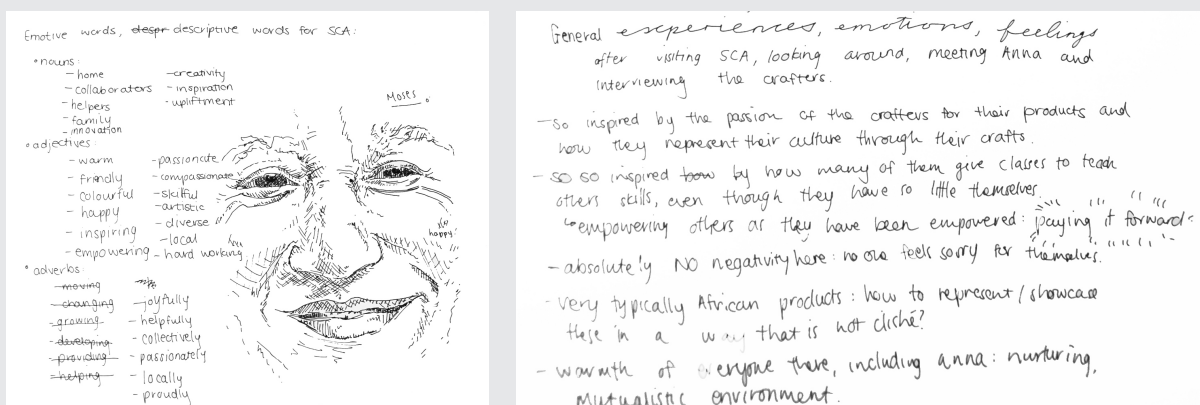 Emotive words, despr descriptive words for SCA:
• nouns:
– home
– collaborators
– helpers
– family
– innovation
– creativity
– inspiration
· upliftment
• adjectives:
– warm
– friendly
– colourful
– happy
– inspiring
– empowering
– passionate
– compassionate
– skilful
– artistic
– diverse
– local
– hard working
• adverbs:
– moving
– changing
– growing
– developing
– providing
– helping
– joyfully
– helpfully
– collectively
– passionately
– locally
– proudly
Moses
happy
General experiences, emotions, feelings
after visiting SCA, looking around, meeting Anna and
interviewing the crafters.
– So inspired by the passion of the crafters for their products and
how they represent their culture through their crafts.
– so so inspired how by how many of them give classes to teach
others skills, even though they have so little themselves.
↳ empowering others as they have been empowered: paying it forward
– absolutely NO negativity here: no one feels sorry for themselves.
– very typically African products: how to represent/showcase
these in a way that is not clishé?
– warmth of everyone there, including anna: nurturing,
mutualistic environment.